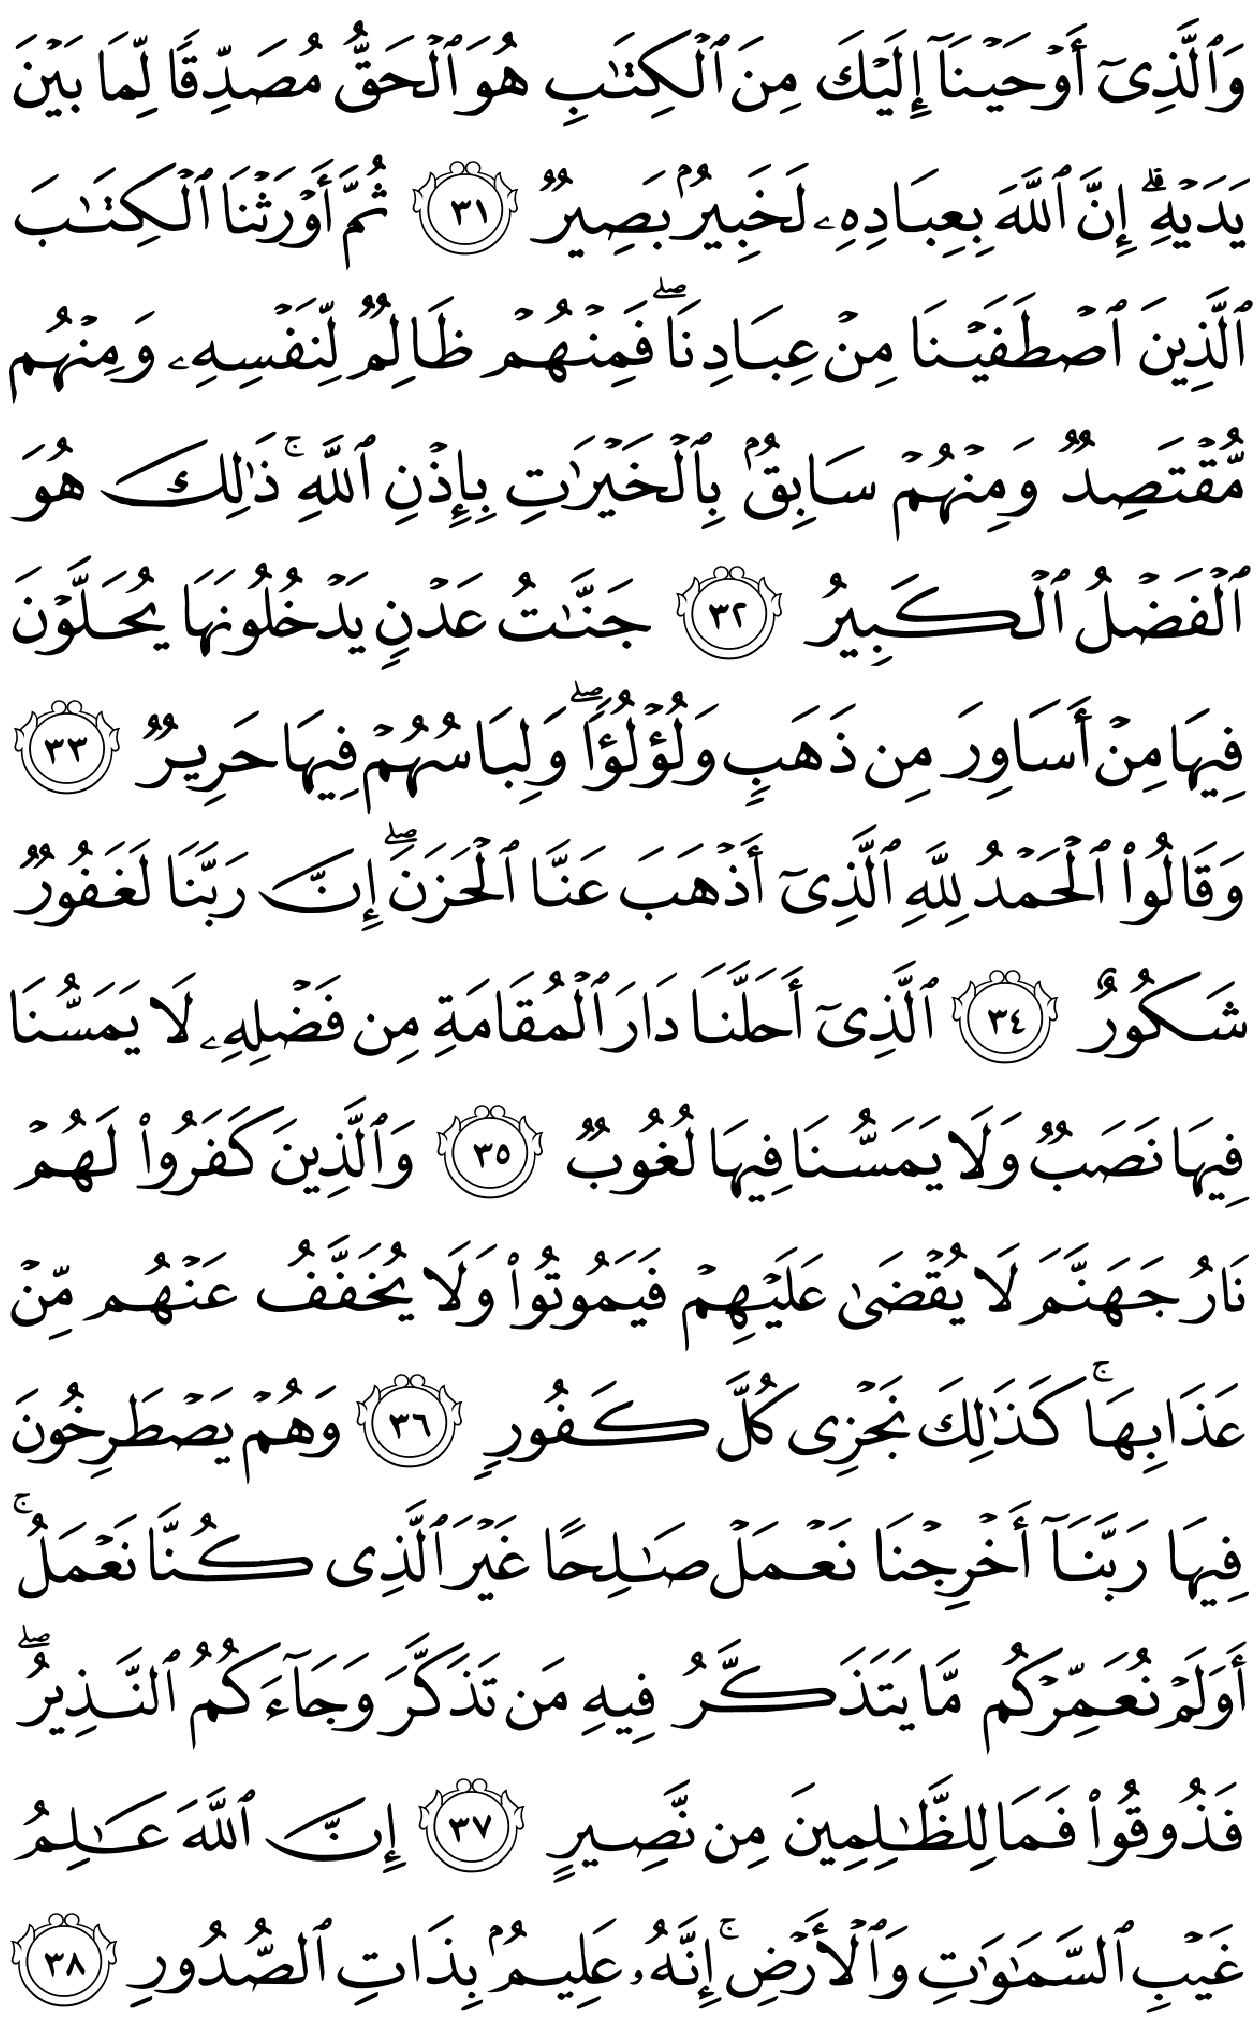 وَٱلَّذِىٓ أَوْحَيْنَآ إِلَيْكَ مِنَ ٱلْكِتَـٰبِ هُوَ ٱلْحَقُّ مُصَدِّقًا لِّمَا بَيْنَ
يَدَيْهِ ۗ إِنَّ ٱللَّهَ بِعِبَادِهِۦ لَخَبِيرٌۢ بَصِيرٌ ٣١ ثُمَّ أَوْرَثْنَا ٱلْكِتَـٰبَ
ٱلَّذِينَ ٱصْطَفَيْنَا مِنْ عِبَادِنَا ۖ فَمِنْهُمْ ظَالِمٌ لِّنَفْسِهِۦ وَمِنْهُم
مُّقْتَصِدٌ وَمِنْهُمْ سَابِقٌۢ بِٱلْخَيْرَٰتِ بِإِذْنِ ٱللَّهِ ۚ ذَٰلِكَ هُوَ
ٱلْفَضْلُ ٱلْكَبِيرُ ٣٢ جَنَّـٰتُ عَدْنٍ يَدْخُلُونَهَا يُحَلَّوْنَ
فِيهَا مِنْ أَسَاوِرَ مِن ذَهَبٍ وَلُؤْلُؤًا ۖ وَلِبَاسُهُمْ فِيهَا حَرِيرٌ ٣٣
وَقَالُوا۟ ٱلْحَمْدُ لِلَّهِ ٱلَّذِىٓ أَذْهَبَ عَنَّا ٱلْحَزَنَ ۖ إِنَّ رَبَّنَا لَغَفُورٌ
شَكُورٌ ٣٤ ٱلَّذِىٓ أَحَلَّنَا دَارَ ٱلْمُقَامَةِ مِن فَضْلِهِۦ لَا يَمَسُّنَا
فِيهَا نَصَبٌ وَلَا يَمَسُّنَا فِيهَا لُغُوبٌ ٣٥ وَٱلَّذِينَ كَفَرُوا۟ لَهُمْ
نَارُ جَهَنَّمَ لَا يُقْضَىٰ عَلَيْهِمْ فَيَمُوتُوا۟ وَلَا يُخَفَّفُ عَنْهُم مِّنْ
عَذَابِهَا ۚ كَذَٰلِكَ نَجْزِى كُلَّ كَفُورٍ ٣٦ وَهُمْ يَصْطَرِخُونَ
فِيهَا رَبَّنَآ أَخْرِجْنَا نَعْمَلْ صَـٰلِحًا غَيْرَ ٱلَّذِى كُنَّا نَعْمَلُ ۚ
أَوَلَمْ نُعَمِّرْكُم مَّا يَتَذَكَّرُ فِيهِ مَن تَذَكَّرَ وَجَآءَكُمُ ٱلنَّذِيرُ ۖ
فَذُوقُوا۟ فَمَا لِلظَّـٰلِمِينَ مِن نَّصِيرٍ ٣٧ إِنَّ ٱللَّهَ عَـٰلِمُ
غَيْبِ ٱلسَّمَـٰوَٰتِ وَٱلْأَرْضِ ۚ إِنَّهُۥ عَلِيمٌۢ بِذَاتِ ٱلصُّدُورِ ٣٨